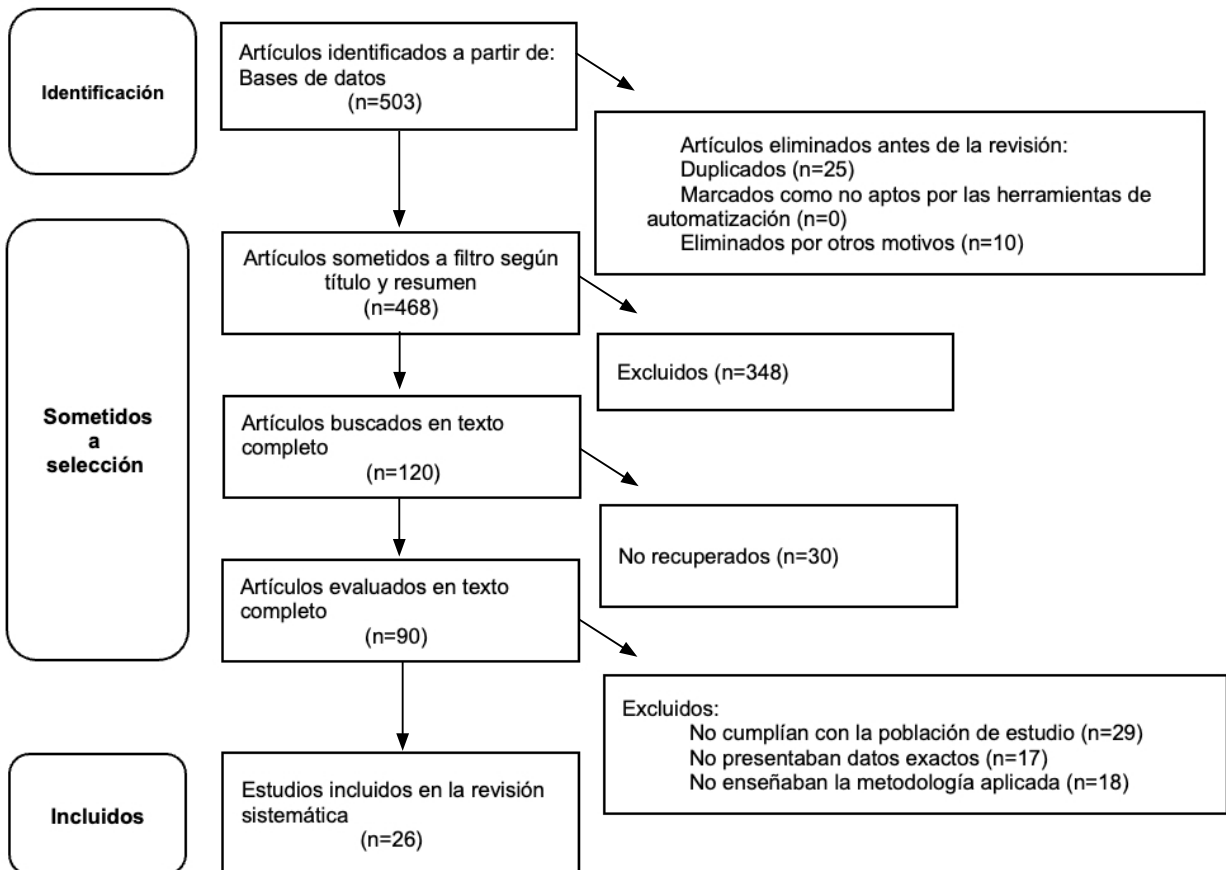 Identificación
Artículos identificados a partir de:
Bases de datos
(n=503)
Artículos eliminados antes de la revisión:
Duplicados (n=25)
Marcados como no aptos por las herramientas de
automatización (n=0)
Eliminados por otros motivos (n=10)
Sometidos
a
selección
Artículos sometidos a filtro según
título y resumen
(n=468)
Excluidos (n=348)
Artículos buscados en texto
completo
(n=120)
No recuperados (n=30)
Artículos evaluados en texto
completo
(n=90)
Excluidos:
No cumplían con la población de estudio (n=29)
No presentaban datos exactos (n=17)
No enseñaban la metodología aplicada (n=18)
Incluidos
Estudios incluidos en la revisión
sistemática
(n=26)